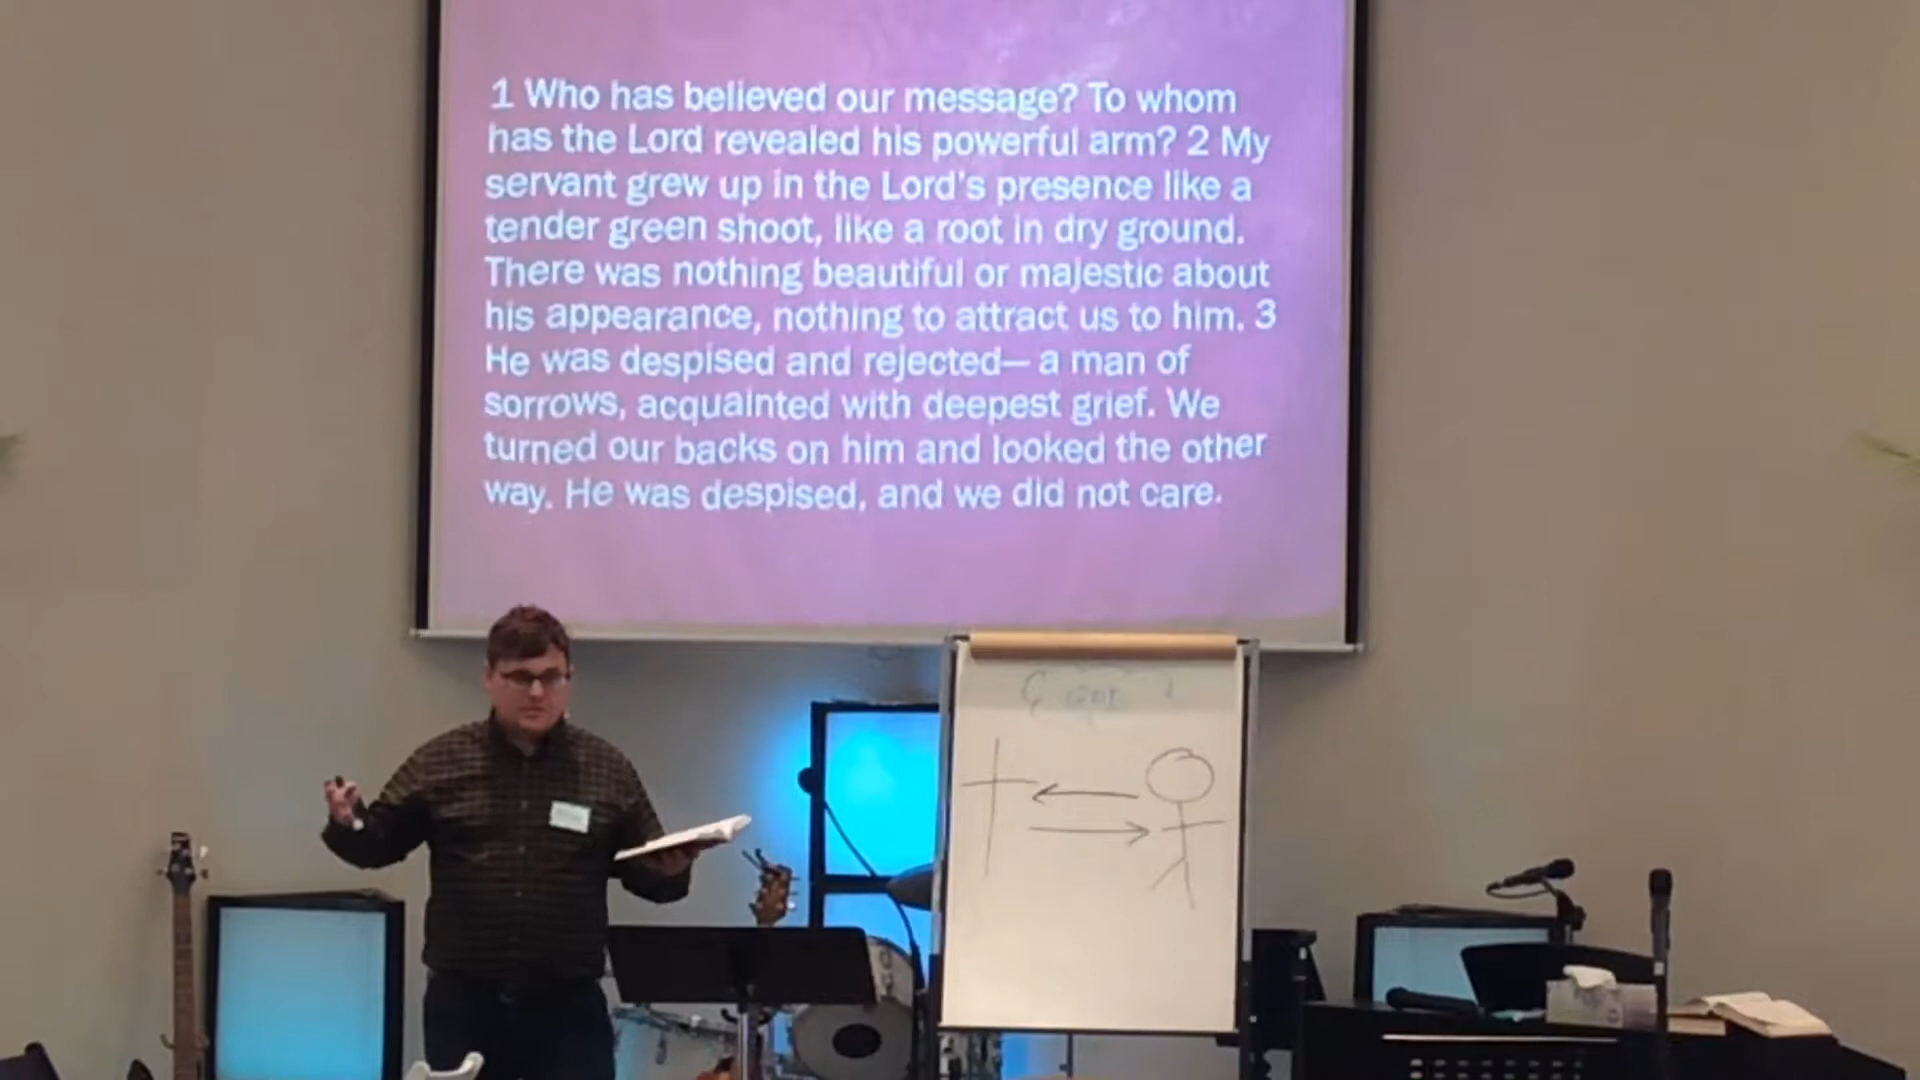 1 Who has believed our message? To whom
has the Lord revealed his powerful arm? 2 My
servant grew up in the Lord's presence like a
tender green shoot, like a root in dry ground.
There was nothing beautiful or majestic about
his appearance, nothing to attract us to him. 3
He was despised and rejected— a man of
sorrows, acquainted with deepest grief. We
turned our backs on him and looked the other
way. He was despised, and we did not care.